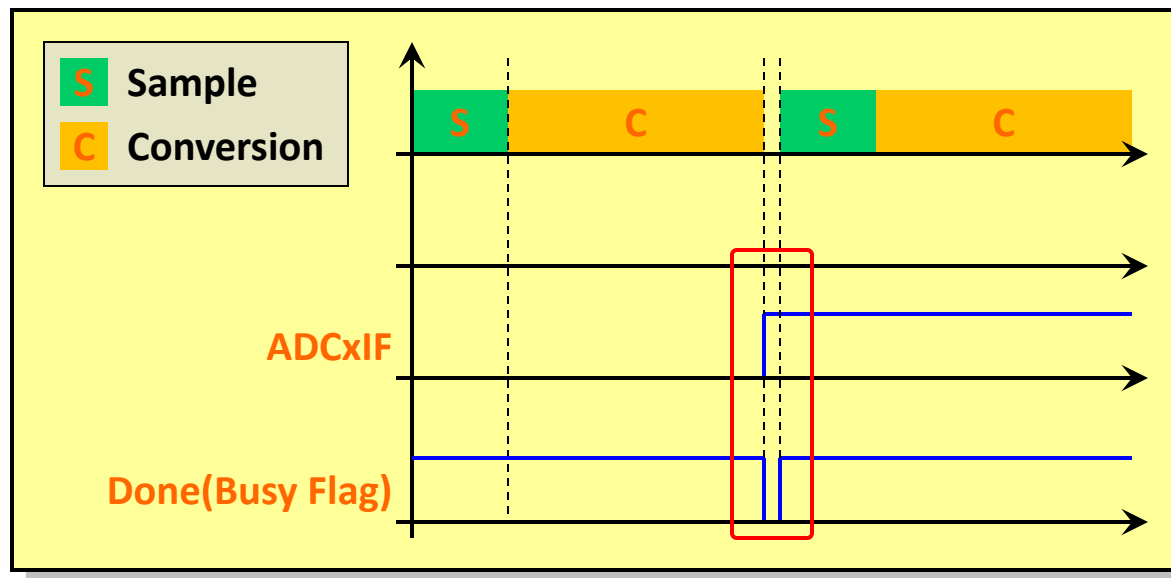 S Sample
C Conversion
S C S C
ADCxIF
Done(Busy Flag)